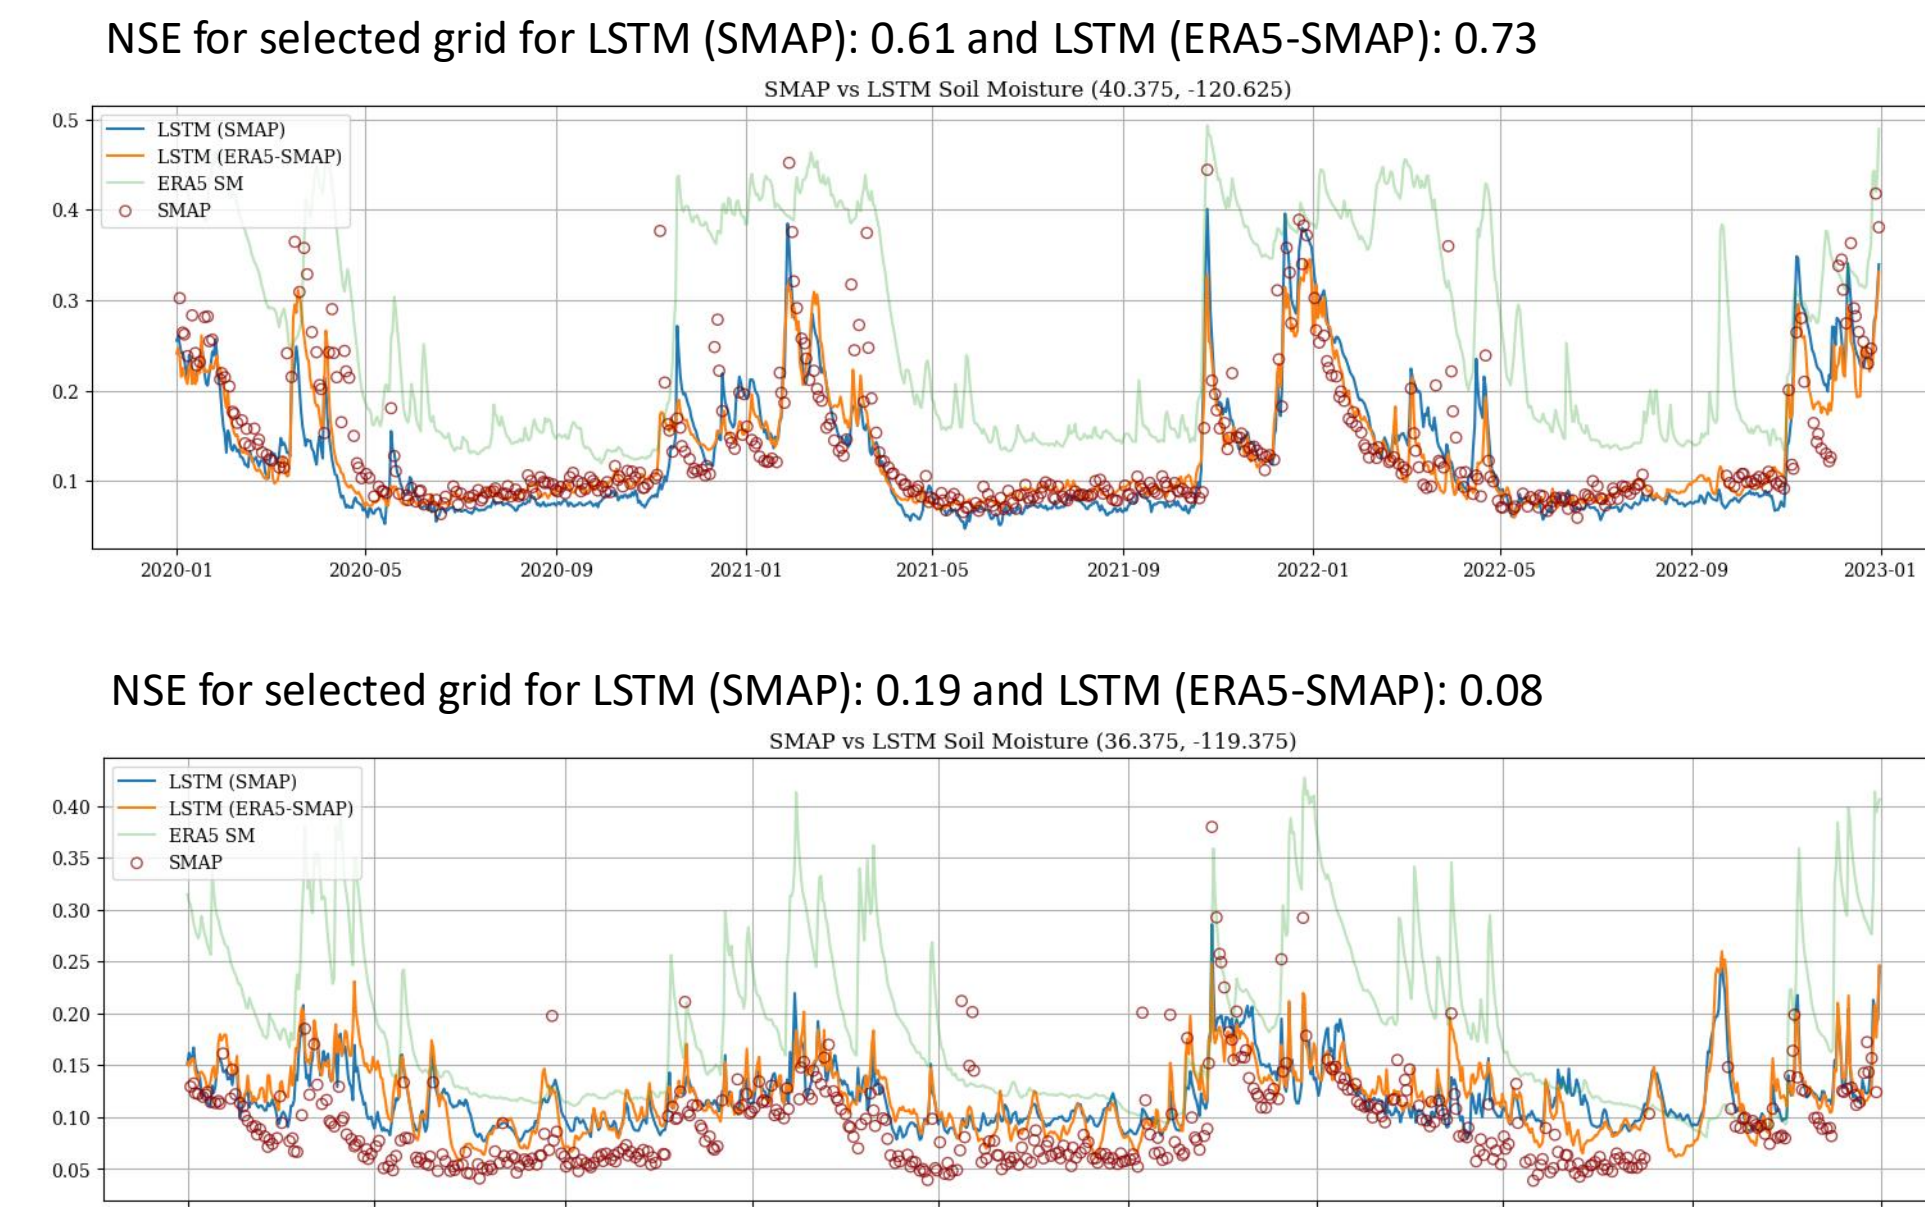 NSE for selected grid for LSTM (SMAP): 0.61 and LSTM (ERA5-SMAP): 0.73
SMAP vs LSTM Soil Moisture (40.375, -120.625)
LSTM (SMAP)
LSTM (ERA5-SMAP)
ERA5 SM
SMAP
0.5
0.4
0.3
0.2
0.1
2020-01 2020-05 2020-09 2021-01 2021-05 2021-09 2022-01 2022-05 2022-09 2023-01
NSE for selected grid for LSTM (SMAP): 0.19 and LSTM (ERA5-SMAP): 0.08
SMAP vs LSTM Soil Moisture (36.375, -119.375)
LSTM (SMAP)
LSTM (ERA5-SMAP)
ERA5 SM
SMAP
0.40
0.35
0.30
0.25
0.20
0.15
0.10
0.05